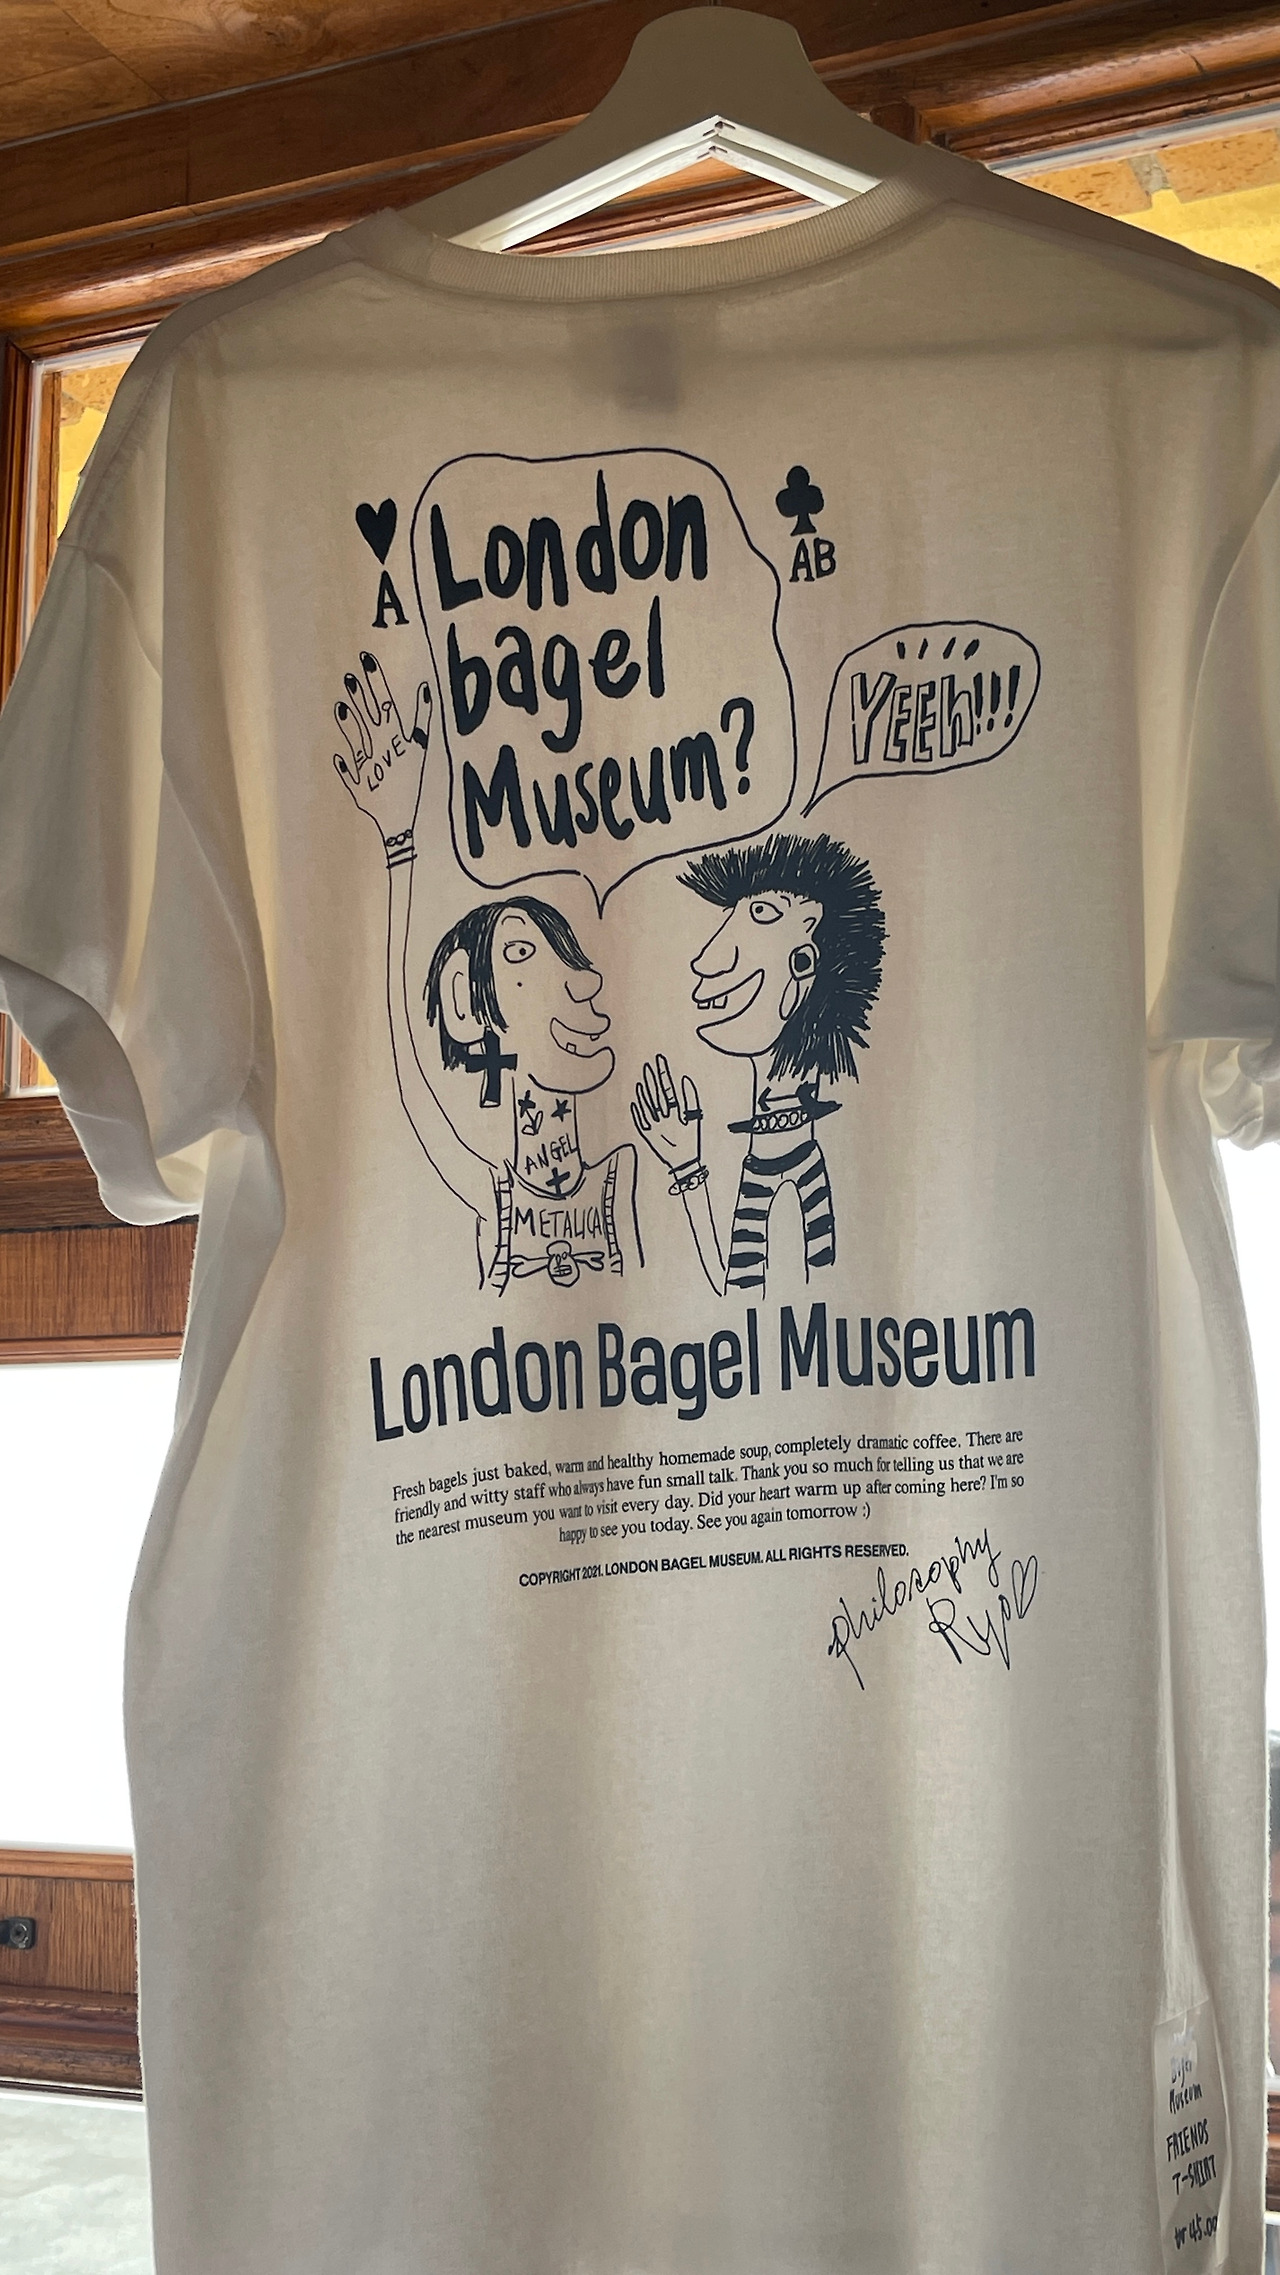 A
London
bagel
Museum?
AB
YEEh!!!
LOVE
ANGEL
METALICA
London Bagel Museum
Fresh bagels just baked, warm and healthy homemade soup, completely dramatic coffee. There are
friendly and witty staff who always have fun small talk. Thank you so much for telling us that we are
the nearest museum you want to visit every day. Did your heart warm up after coming here? I'm so
happy to see you today. See you again tomorrow :)
COPYRIGHT 2021. LONDON BAGEL MUSEUM. ALL RIGHTS RESERVED.
philosophy
Ryo♡
Bagel
Museum
FRIENDS
T-SHIRT
45.00